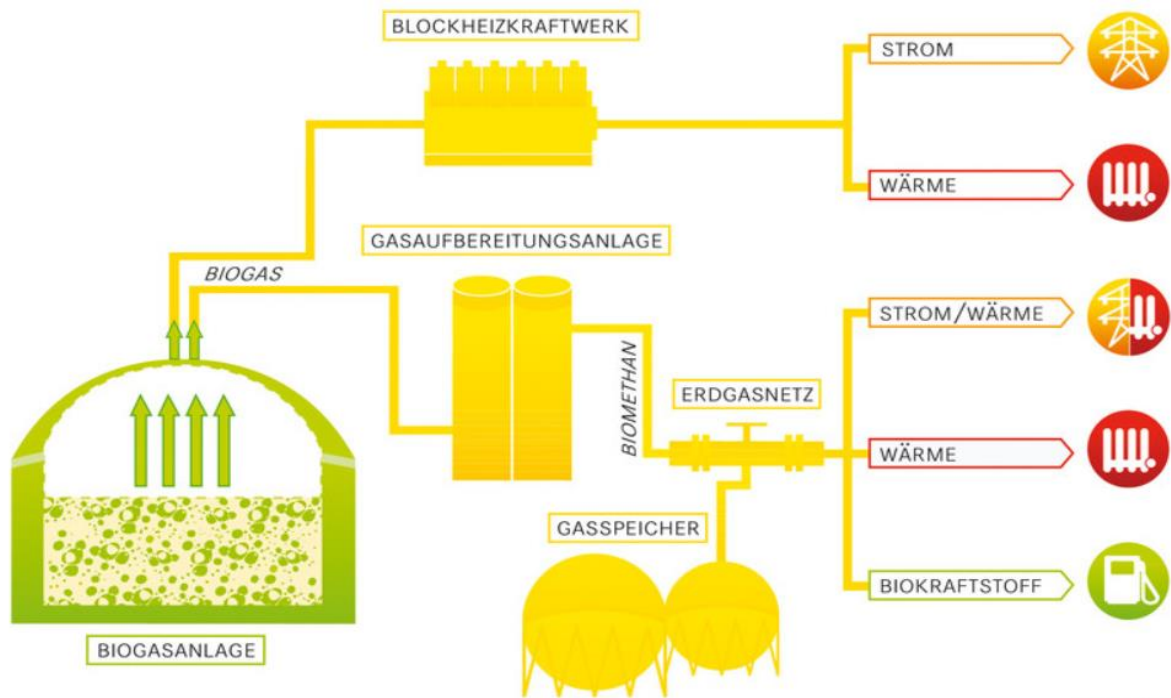 BLOCKHEIZKRAFTWERK
STROM
WÄRME
GASAUFBEREITUNGSANLAGE
BIOGAS
STROM/WÄRME
BIOMETHAN
ERDGASNETZ
WÄRME
GASSPEICHER
BIOKRAFTSTOFF
BIOGASANLAGE